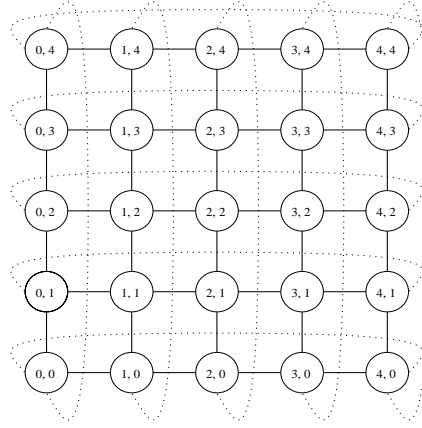 0, 4 1, 4 2, 4 3, 4 4, 4
0, 3 1, 3 2, 3 3, 3 4, 3
0, 2 1, 2 2, 2 3, 2 4, 2
0, 1 1, 1 2, 1 3, 1 4, 1
0, 0 1, 0 2, 0 3, 0 4, 0